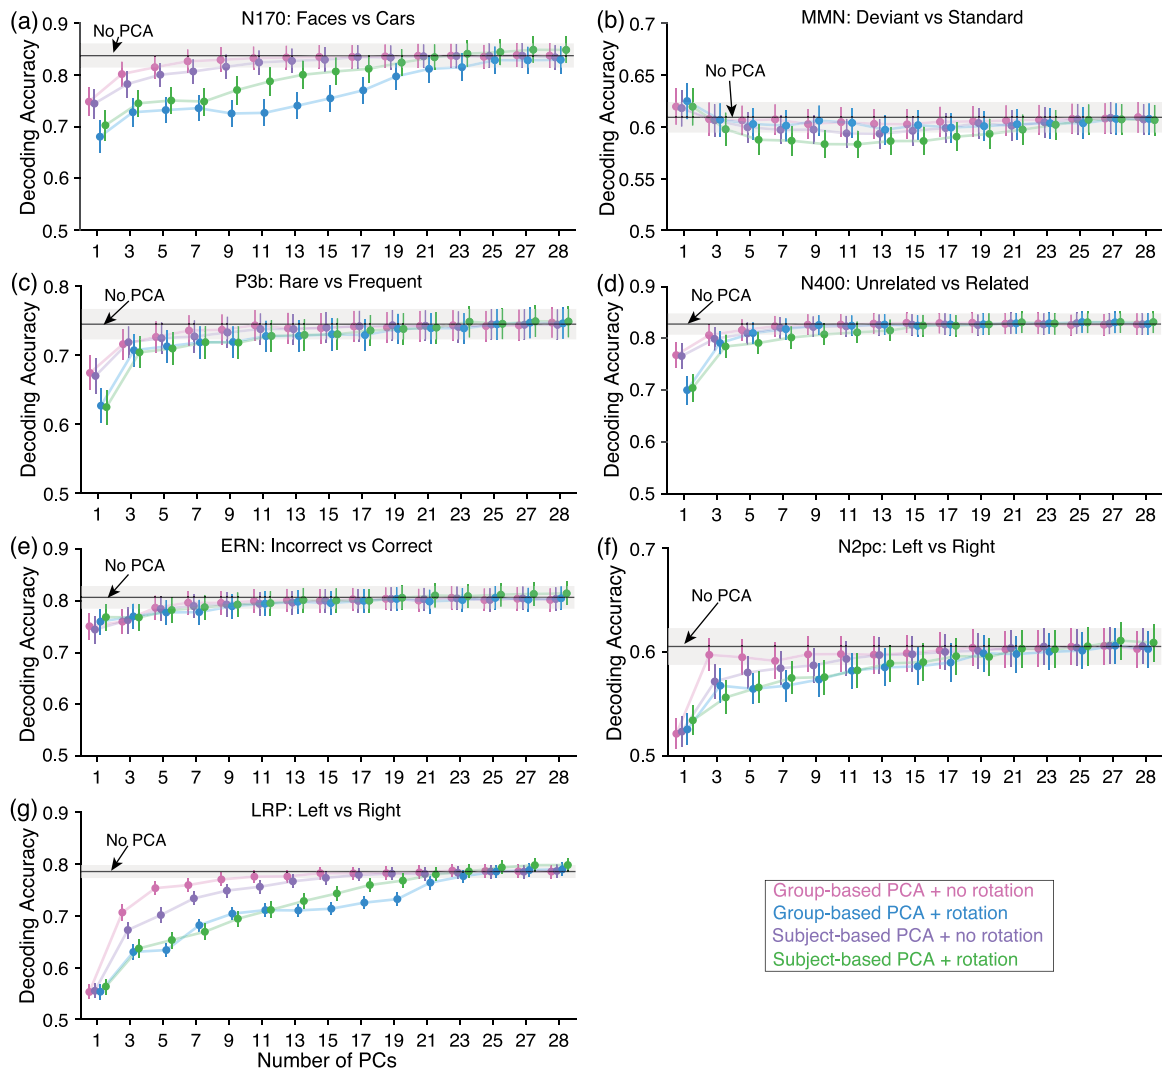 (a)
N170: Faces vs Cars
No PCA
Decoding Accuracy
0.9
0.8
0.7
0.6
0.5
1 3 5 7 9 11 13 15 17 19 21 23 25 27 28
(b)
MMN: Deviant vs Standard
No PCA
Decoding Accuracy
0.7
0.65
0.6
0.55
0.5
1 3 5 7 9 11 13 15 17 19 21 23 25 27 28
(c)
P3b: Rare vs Frequent
No PCA
Decoding Accuracy
0.8
0.7
0.6
0.5
1 3 5 7 9 11 13 15 17 19 21 23 25 27 28
(d)
N400: Unrelated vs Related
No PCA
Decoding Accuracy
0.9
0.8
0.7
0.6
0.5
1 3 5 7 9 11 13 15 17 19 21 23 25 27 28
(e)
ERN: Incorrect vs Correct
No PCA
Decoding Accuracy
0.9
0.8
0.7
0.6
0.5
1 3 5 7 9 11 13 15 17 19 21 23 25 27 28
(f)
N2pc: Left vs Right
No PCA
Decoding Accuracy
0.7
0.6
0.5
1 3 5 7 9 11 13 15 17 19 21 23 25 27 28
(g)
LRP: Left vs Right
No PCA
Decoding Accuracy
0.9
0.8
0.7
0.6
0.5
1 3 5 7 9 11 13 15 17 19 21 23 25 27 28
Number of PCs
Group-based PCA + no rotation
Group-based PCA + rotation
Subject-based PCA + no rotation
Subject-based PCA + rotation